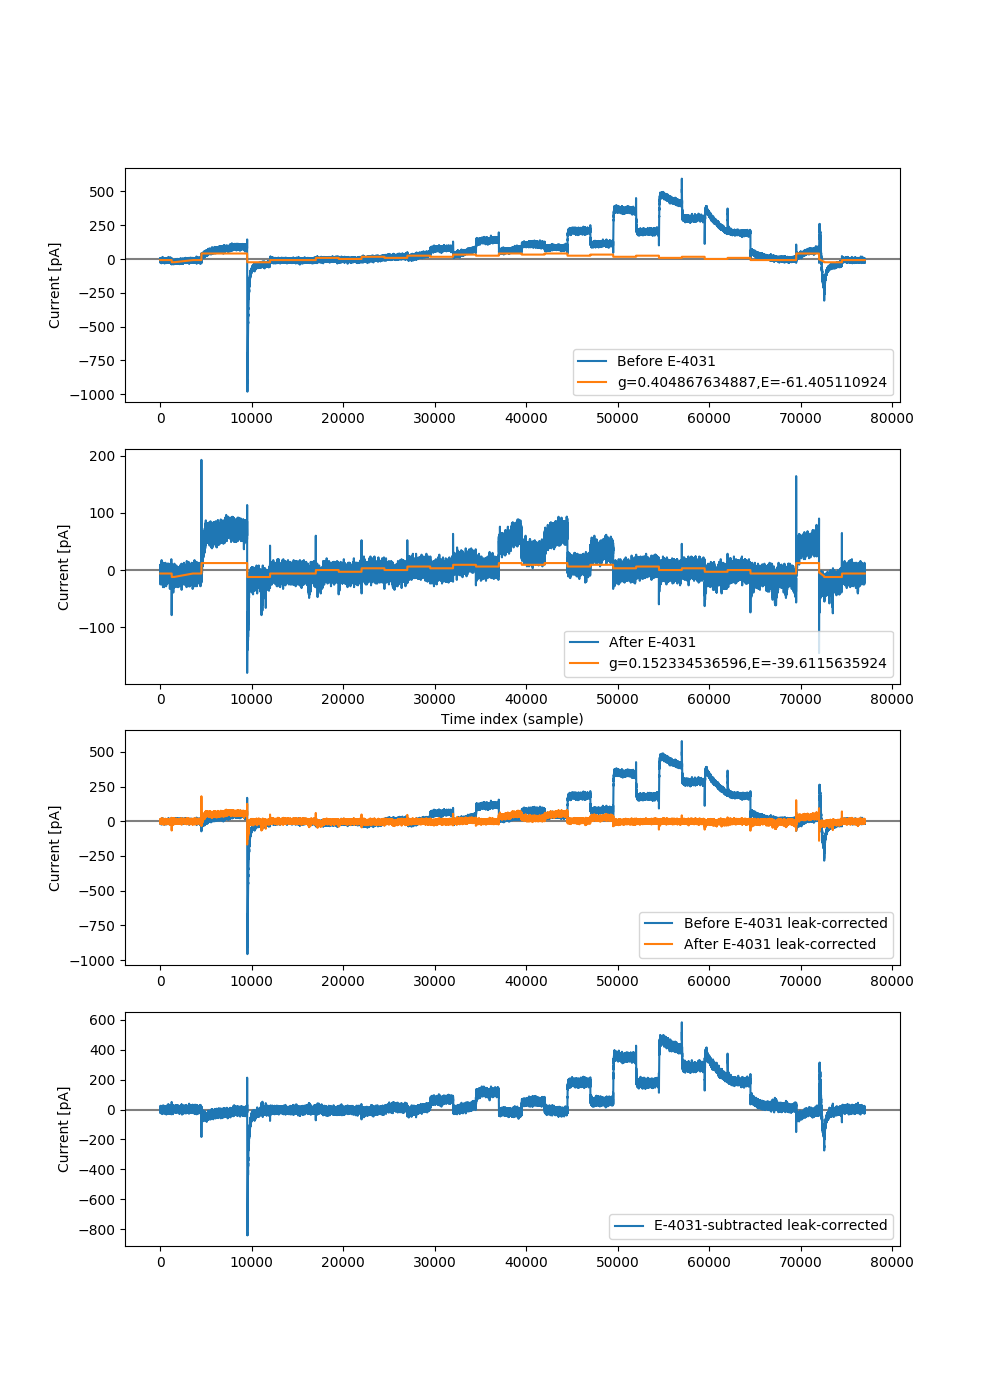 500
250
0
−250
−500
−750
−1000
Current [pA]
Before E-4031
g=0.404867634887,E=-61.405110924
0 10000 20000 30000 40000 50000 60000 70000 80000
200
100
0
−100
Current [pA]
After E-4031
g=0.152334536596,E=-39.6115635924
0 10000 20000 30000 40000 50000 60000 70000 80000
Time index (sample)
500
250
0
−250
−500
−750
−1000
Current [pA]
Before E-4031 leak-corrected
After E-4031 leak-corrected
0 10000 20000 30000 40000 50000 60000 70000 80000
600
400
200
0
−200
−400
−600
−800
Current [pA]
E-4031-subtracted leak-corrected
0 10000 20000 30000 40000 50000 60000 70000 80000